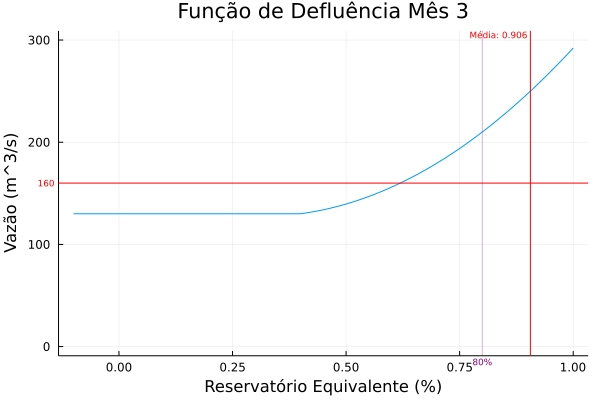 Função de Defluência Mês 3
Média: 0.906
300
200
160
100
0
Vazão (m^3/s)
0.00
0.25
0.50
0.75
80%
1.00
Reservatório Equivalente (%)